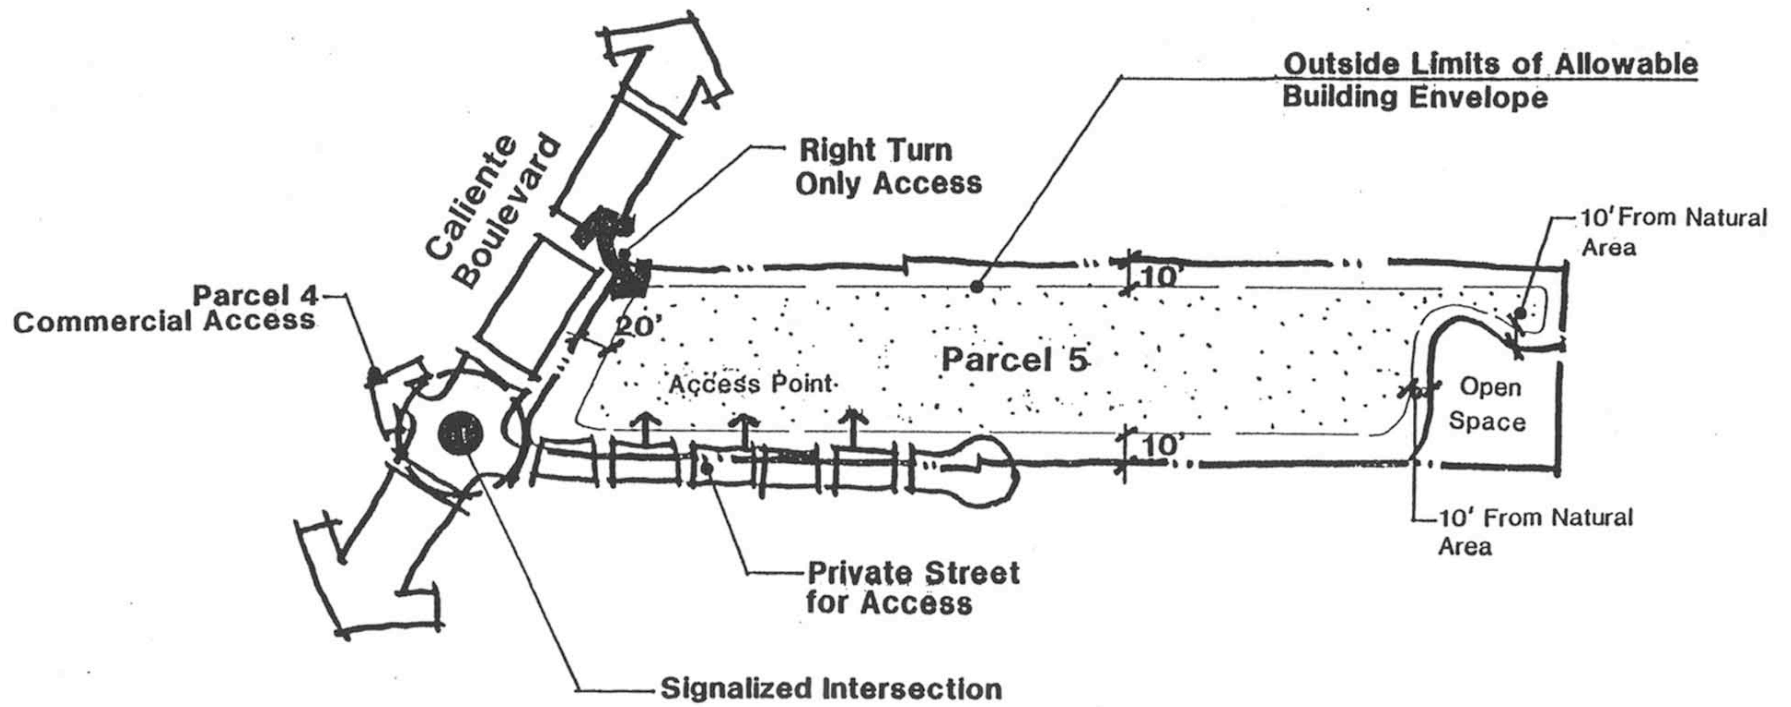 Outside Limits of Allowable
Building Envelope
Right Turn
Only Access
Caliente
Boulevard
10' From Natural
Area
10'
Parcel 4
Commercial Access
20'
Parcel 5
Access Point
Open
Space
10'
10' From Natural
Area
Private Street
for Access
Signalized Intersection